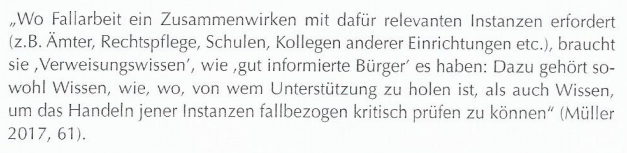 „Wo Fallarbeit ein Zusammenwirken mit dafür relevanten Instanzen erfordert
(z.B. Ämter, Rechtspflege, Schulen, Kollegen anderer Einrichtungen etc.), braucht
sie ‚Verweisungswissen‘, wie ‚gut informierte Bürger‘ es haben: Dazu gehört so-
wohl Wissen, wie, wo, von wem Unterstützung zu holen ist, als auch Wissen,
um das Handeln jener Instanzen fallbezogen kritisch prüfen zu können“ (Müller
2017, 61).